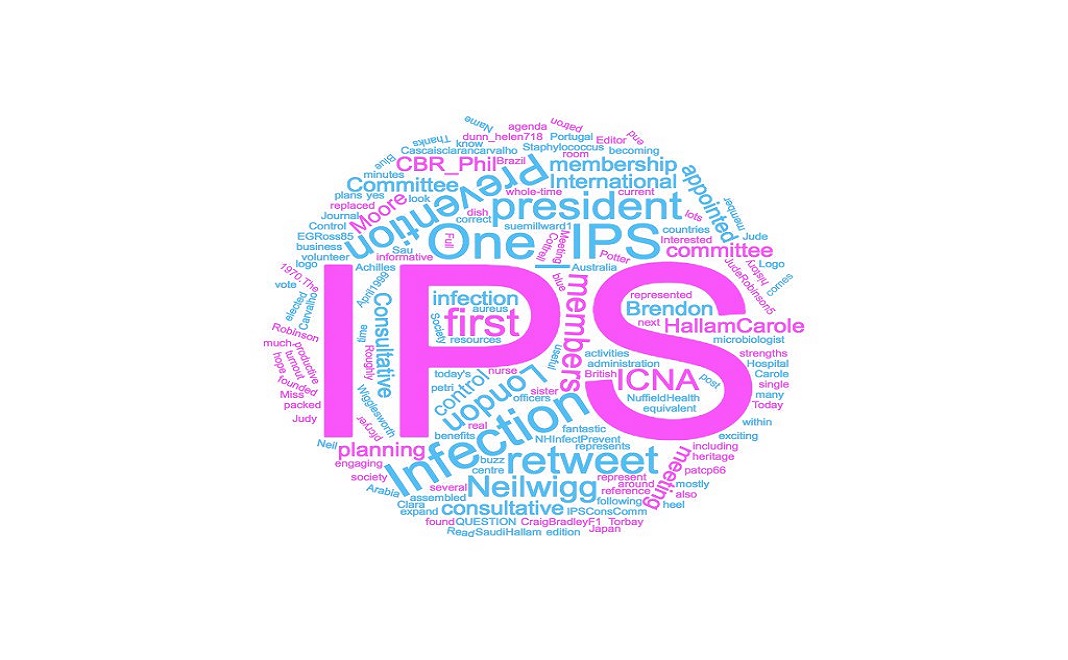 Name
agenda
patron
Thanks
dunn_helen718
Portugal
Editor
end
know
Cascaisclarancarvalho
Staphylococcus
becoming
Blue
CBR_Phil
Brazil
room
minutes
Prevention
membership
Committee
International
appointed
plans
yes
look
whole-time
current
replaced
Moore
president
lots
member
Journal
dish
correct
Control
suemillward1
countries
EGRoss85
Full
One_IPS
Interested
Jude
business
Sau
Meeting
Cottrell
committee
volunteer
informative
Potter
history
logo
Achilles
blue
Australia
JudeRobinson5
Logo
1970.The
vote
April1999
IPS
comes
elected
Carvalho
Consultative
infection
members
represented
aureus
Brendon
Society
first
next
HallamCarole
Robinson
time
resources
microbiologist
much-
productive
Roughly
useful
activities
strengths
turnout
nurse
administration
Hospital
hope
today's
London
British
ICNA
post
Carole
founded
petri
control
sister
single
Miss
Wigglesworth
officers
NuffieldHealth
many
packed
equivalent
Today
Judy
real
Infection
fantastic
within
Neil
benefits
NHInfectPrevent
exciting
planning
represents
including
engaging
buzz
retweet
meeting
heritage
centre
patcp66
society
several
Neilwigg
represent
around
mostly
Arabia
assembled
reference
also
Clara
consultative
following
heel
expand
IPSConsComm
found
QUESTION
CraigBradleyF1
Torbay
Read
SaudiHallam
edition
Japan